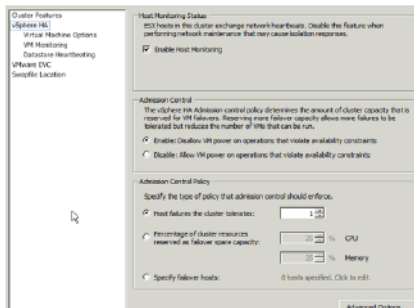 Cluster Features
vSphere HA
Virtual Machine Options
VM Monitoring
Datastore Heartbeating
VMware EVC
Swapfile Location
Host Monitoring Status
ESX hosts in this cluster exchange network heartbeats. Disable this feature when
performing network maintenance that may cause isolation responses.
Enable Host Monitoring
Admission Control
The vSphere HA Admission control policy determines the amount of cluster capacity that is
reserved for VM failovers. Reserving more failover capacity allows more failures to be
tolerated but reduces the number of VMs that can be run.
Enable: Disallow VM power on operations that violate availability constraints
Disable: Allow VM power on operations that violate availability constraints
Admission Control Policy
Specify the type of policy that admission control should enforce.
Host failures the cluster tolerates:
1
Percentage of cluster resources
reserved as failover spare capacity:
25 % CPU
25 % Memory
Specify failover hosts:
0 hosts specified. Click to edit.
Advanced Options